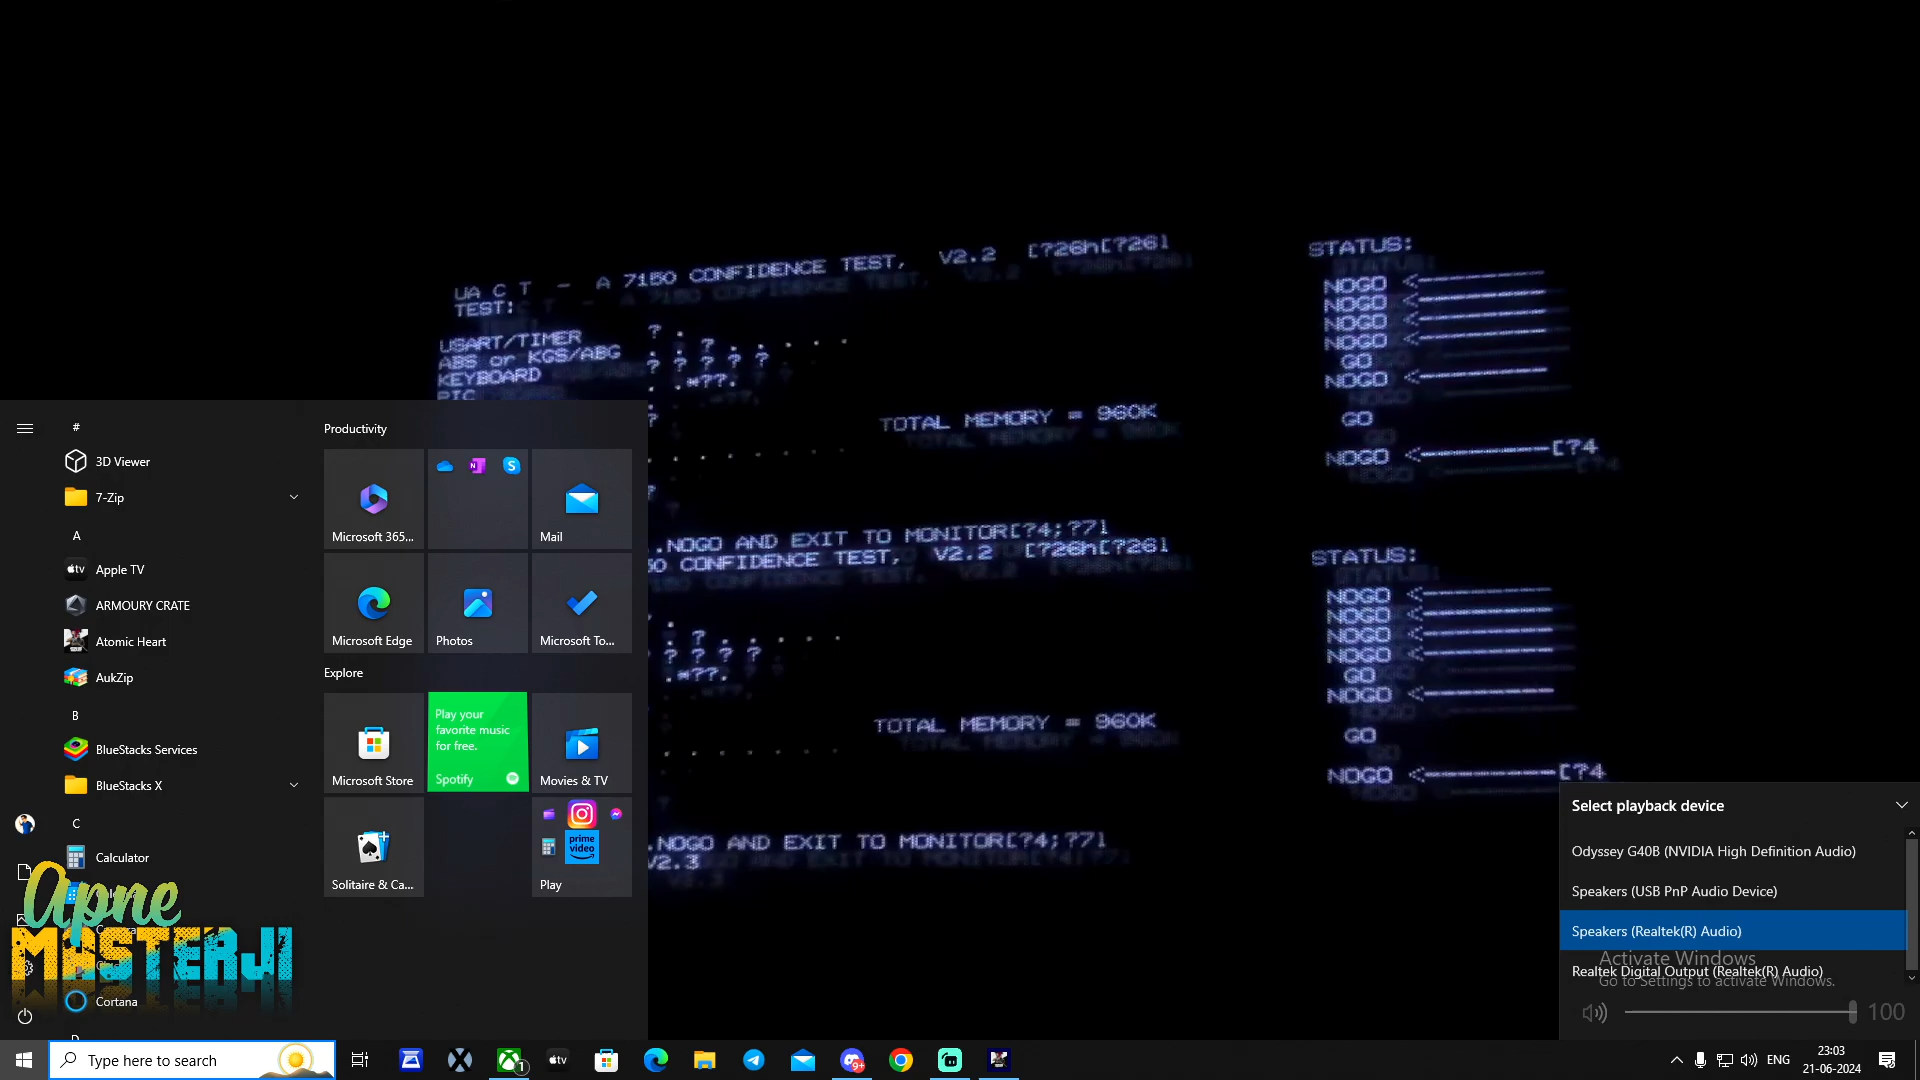 UA C T - A 7150 CONFIDENCE TEST, V2.2 [?26h[?26l
TEST:
USART/TIMER
ABS or KGS/ABG
KEYBOARD
PIC
TOTAL MEMORY = 960K
.NOGO AND EXIT TO MONITOR[?4;?7l
50 CONFIDENCE TEST, V2.2 [?26h[?26l
TOTAL MEMORY = 960K
.NOGO AND EXIT TO MONITOR[?4;?7l
V2.3
STATUS:
NOGO <
NOGO <
NOGO <
NOGO <
GO
NOGO <
GO
NOGO < [?4
STATUS:
NOGO <
NOGO <
NOGO <
NOGO <
GO
NOGO <
GO
NOGO < [?4
#
3D Viewer
7-Zip
A
Apple TV
ARMOURY CRATE
Atomic Heart
AukZip
B
BlueStacks Services
BlueStacks X
C
Calculator
Cortana
Apne
MASTERJI
Productivity
Microsoft 365...
Mail
Microsoft Edge
Photos
Microsoft To...
Explore
Microsoft Store
Play your
favorite music
for free.
Spotify
Movies & TV
Solitaire & Ca...
prime
video
Play
Select playback device
Odyssey G40B (NVIDIA High Definition Audio)
Speakers (USB PnP Audio Device)
Speakers (Realtek(R) Audio)
Activate Windows
Realtek Digital Output (Realtek(R) Audio)
Go to Settings to activate Windows.
100
Type here to search
1
tv
9+
ENG
23:03
21-06-2024